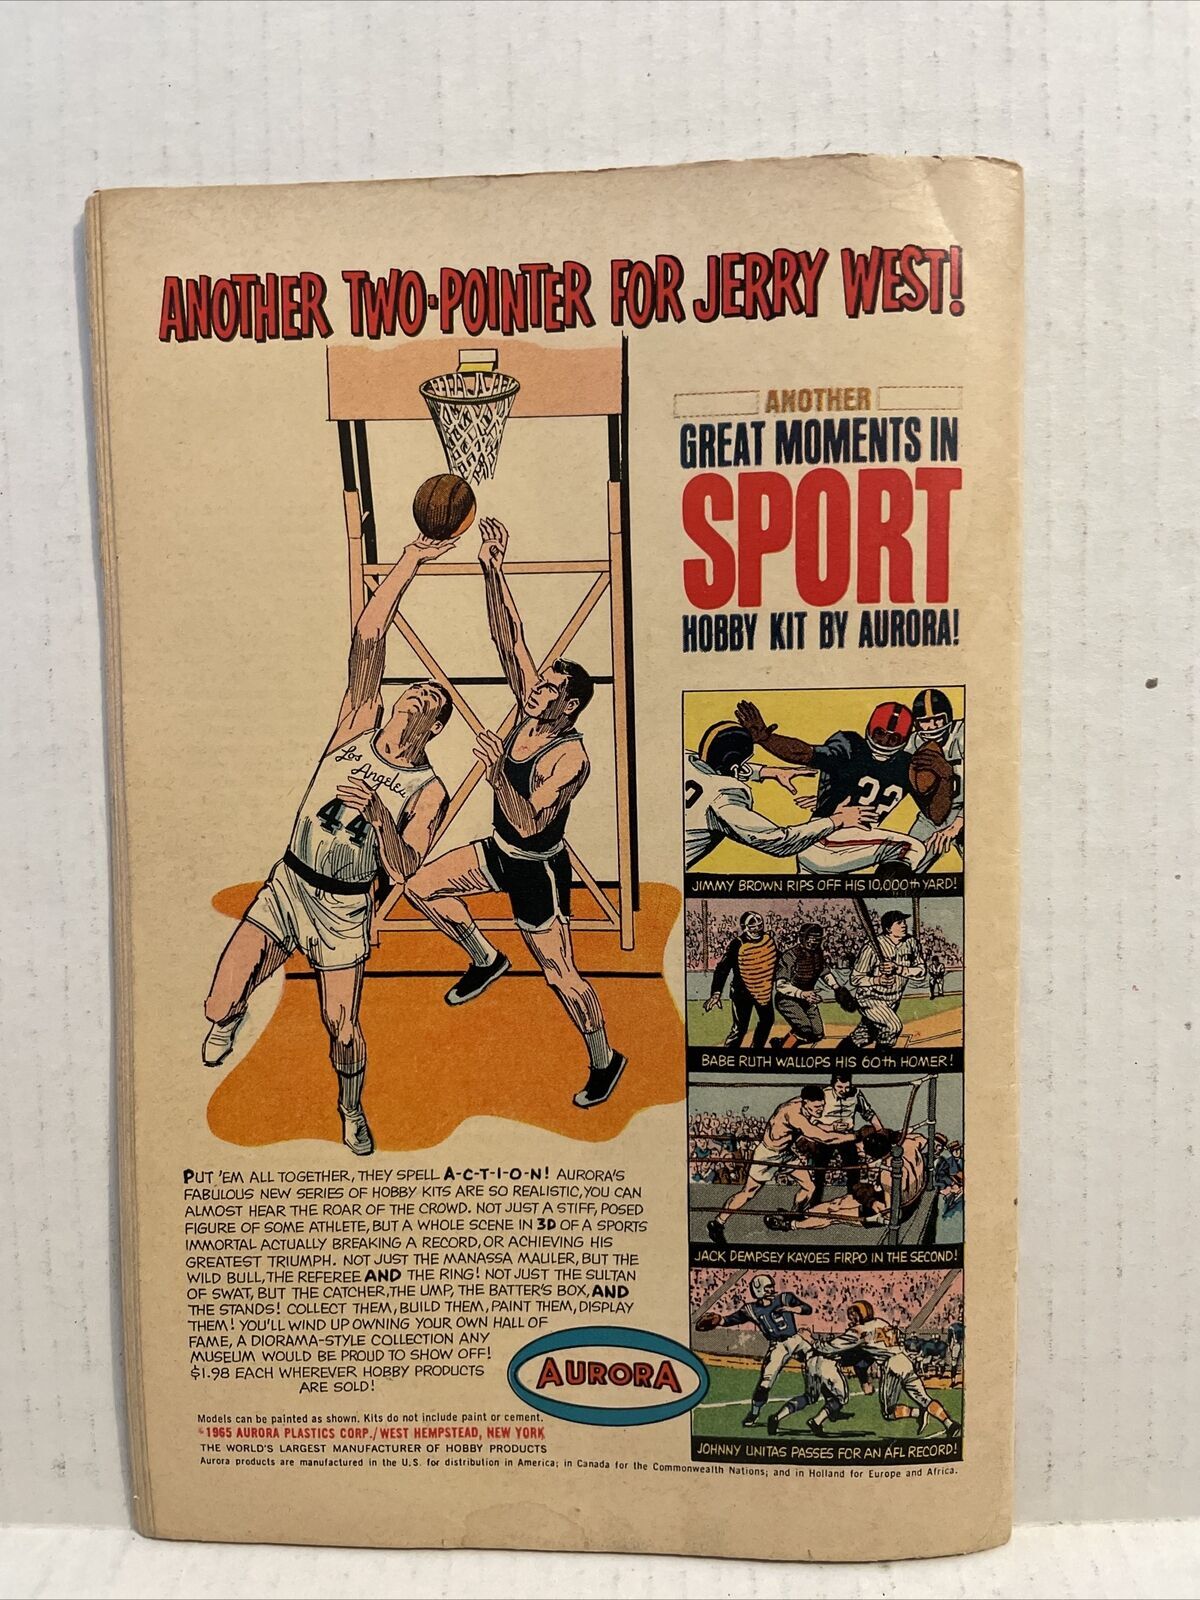 ANOTHER TWO-POINTER FOR JERRY WEST!
ANOTHER
GREAT MOMENTS IN
SPORT
HOBBY KIT BY AURORA!
Los Angeles
44
32
JIMMY BROWN RIPS OFF HIS 10,000th YARD!
BABE RUTH WALLOPS HIS 60th HOMER!
JACK DEMPSEY KAYOES FIRPO IN THE SECOND!
15
47
JOHNNY UNITAS PASSES FOR AN AFL RECORD!
PUT 'EM ALL TOGETHER, THEY SPELL A-C-T-I-O-N! AURORA'S
FABULOUS NEW SERIES OF HOBBY KITS ARE SO REALISTIC, YOU CAN
ALMOST HEAR THE ROAR OF THE CROWD. NOT JUST A STIFF, POSED
FIGURE OF SOME ATHLETE, BUT A WHOLE SCENE IN 3D OF A SPORTS
IMMORTAL ACTUALLY BREAKING A RECORD, OR ACHIEVING HIS
GREATEST TRIUMPH. NOT JUST THE MANASSA MAULER, BUT THE
WILD BULL, THE REFEREE AND THE RING! NOT JUST THE SULTAN
OF SWAT, BUT THE CATCHER, THE UMP, THE BATTER'S BOX, AND
THE STANDS! COLLECT THEM, BUILD THEM, PAINT THEM, DISPLAY
THEM! YOU'LL WIND UP OWNING YOUR OWN HALL OF
FAME, A DIORAMA-STYLE COLLECTION ANY
MUSEUM WOULD BE PROUD TO SHOW OFF!
$1.98 EACH WHEREVER HOBBY PRODUCTS
ARE SOLD!
AURORA
Models can be painted as shown. Kits do not include paint or cement.
©1965 AURORA PLASTICS CORP./WEST HEMPSTEAD, NEW YORK
THE WORLD'S LARGEST MANUFACTURER OF HOBBY PRODUCTS
Aurora products are manufactured in the U.S. for distribution in America; in Canada for the Commonwealth Nations; and in Holland for Europe and Africa.